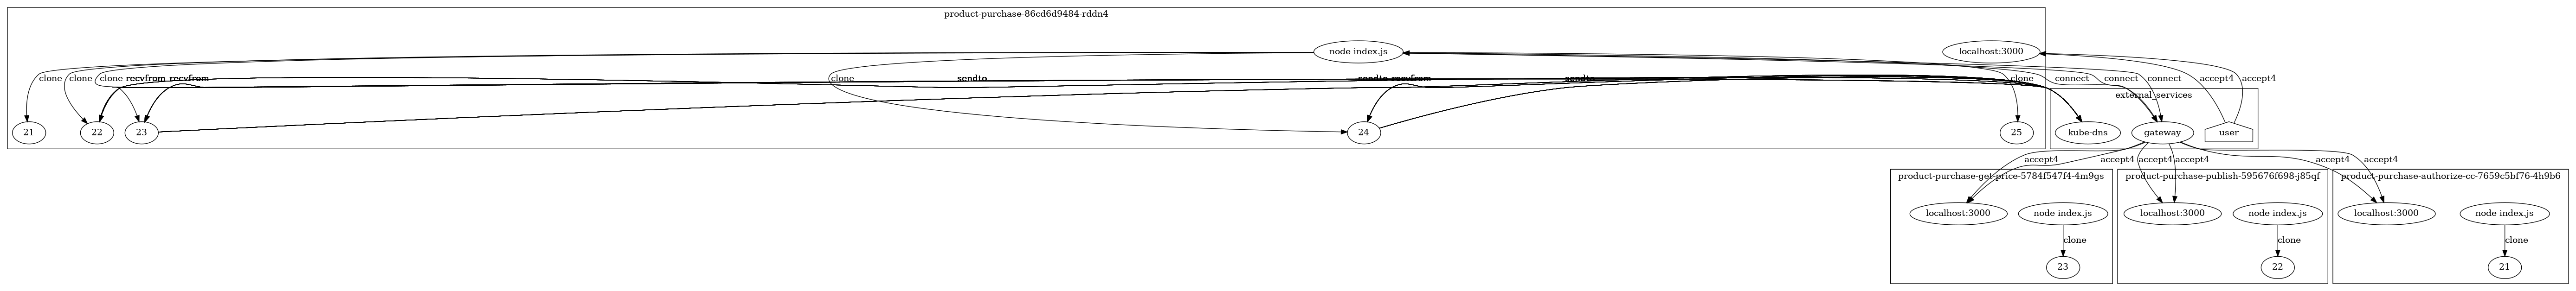 product-purchase-86cd6d9484-rddn4
node index.js
localhost:3000
clone
clone
clone
recvfrom
recvfrom
clone
sendto
sendto
recvfrom
sendto
clone
connect
connect
connect
accept4
accept4
external_services
21
22
23
24
25
kube-dns
gateway
user
accept4
accept4
accept4
accept4
accept4
accept4
product-purchase-get-price-5784f547f4-4m9gs
product-purchase-publish-595676f698-j85qf
product-purchase-authorize-cc-7659c5bf76-4h9b6
localhost:3000
node index.js
localhost:3000
node index.js
localhost:3000
node index.js
clone
clone
clone
23
22
21